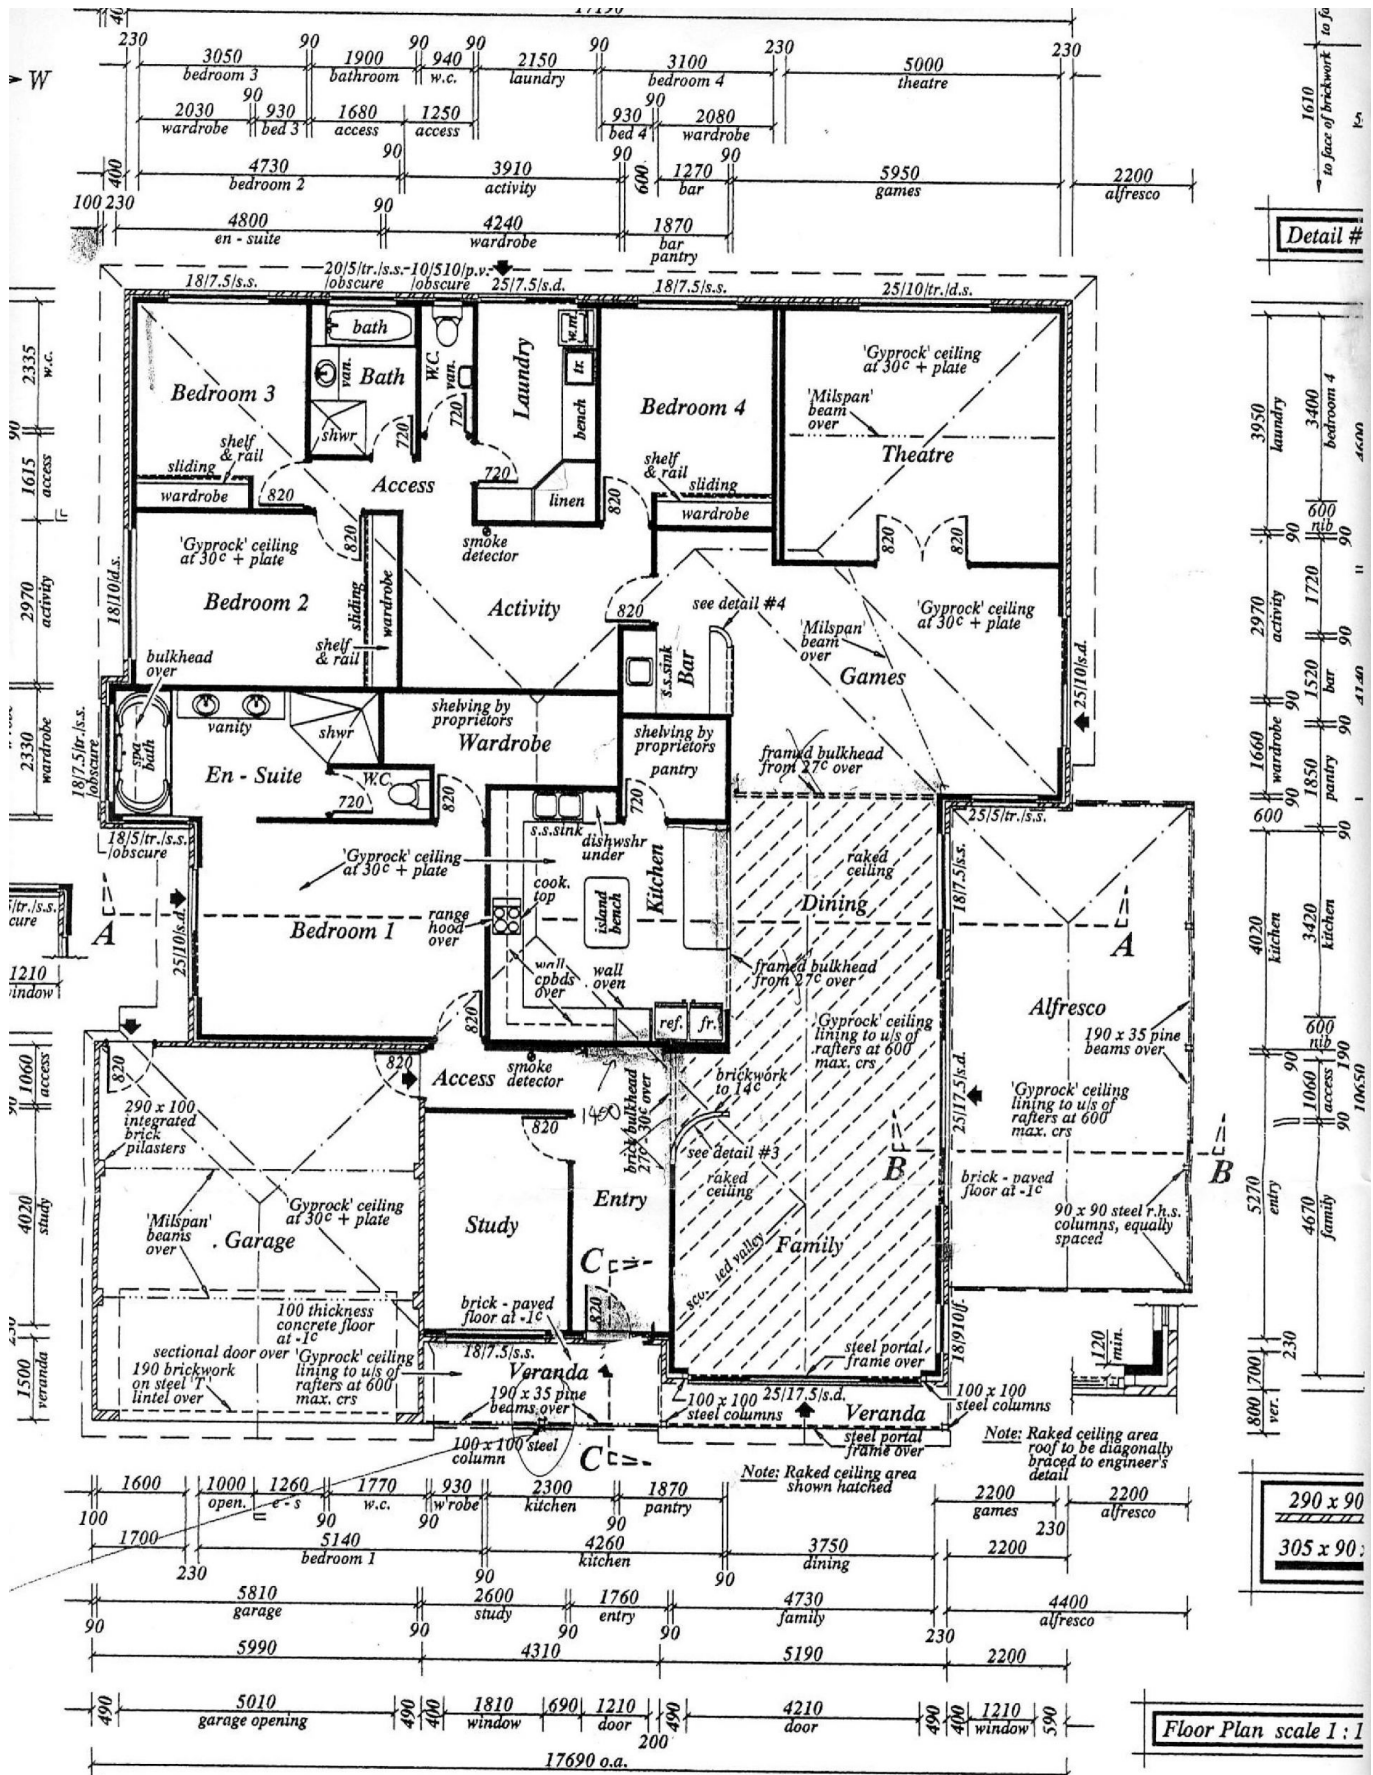 17190
40
to fa
230
90
90
90
90
230
230
3050
1900
940
2150
3100
5000
bedroom 3
bathroom
w.c.
laundry
bedroom 4
theatre
W
90
90
2030
930
1680
1250
930
2080
wardrobe
bed 3
access
access
bed 4
wardrobe
1610
to face of brickwork
90
90
90
400
4730
3910
600
1270
5950
2200
bedroom 2
activity
bar
games
alfresco
100 230
90
4800
4240
1870
en - suite
wardrobe
bar
pantry
Detail #
18/7.5/s.s.
20/5/tr./s.s.
/obscure
10/510/p.v.
/obscure
25/7.5/s.d.
18/7.5/s.s.
25/10/tr./d.s.
bath
w.m.
tr.
van.
Bath
W.C.
van.
Laundry
bench
Bedroom 3
Bedroom 4
'Gyprock' ceiling
at 30c + plate
'Milspan'
beam
over
Theatre
shwr
720
720
720
shelf
& rail
sliding
wardrobe
820
Access
linen
820
shelf
& rail
sliding
wardrobe
820
820
'Gyprock' ceiling
at 30c + plate
820
smoke
detector
Bedroom 2
sliding
wardrobe
shelf
& rail
Activity
820
see detail #4
'Gyprock' ceiling
at 30c + plate
'Milspan'
beam
over
18/10/d.s.
s.s.sink
Bar
Games
25/10/s.d.
bulkhead
over
18/7.5/tr./s.s.
/obscure
spa
bath
vanity
shwr
shelving by
proprietors
Wardrobe
shelving by
proprietors
pantry
framed bulkhead
from 27c over
En - Suite
W.C.
720
820
720
18/5/tr./s.s.
/obscure
s.s.sink
dishwshr
under
25/5/tr./s.s.
'Gyprock' ceiling
at 30c + plate
Kitchen
raked
ceiling
18/7.5/s.s.
cook.
top
range
hood
over
island
bench
Dining
A
A
25/10/s.d.
Bedroom 1
wall
cpbds
over
wall
oven
framed bulkhead
from 27c over
Alfresco
820
ref.
fr.
'Gyprock' ceiling
lining to u/s of
rafters at 600
max. crs
190 x 35 pine
beams over
820
820
Access
smoke
detector
brickwork
to 14c
25/17.5/s.d.
'Gyprock' ceiling
lining to u/s of
rafters at 600
max. crs
290 x 100
integrated
brick
pilasters
820
1400
brick bulkhead
27c - 30c over
see detail #3
raked
ceiling
B
B
brick - paved
floor at -1c
90 x 90 steel r.h.s.
columns, equally
spaced
Entry
'Milspan'
beams
over
'Gyprock' ceiling
at 30c + plate
Garage
Study
Family
valley
C
820
100 thickness
concrete floor
at -1c
brick - paved
floor at -1c
18/910/f.
120
min.
sectional door over
190 brickwork
on steel 'T'
lintel over
'Gyprock' ceiling
lining to u/s of
rafters at 600
max. crs
18/7.5/s.s.
Veranda
190 x 35 pine
beams over
steel portal
frame over
100 x 100
steel columns
25/17.5/s.d.
Veranda
100 x 100
steel columns
100 x 100 steel
column
C
steel portal
frame over
Note: Raked ceiling area
shown hatched
Note: Raked ceiling area
roof to be diagonally
braced to engineer's
detail
2335
w.c.
90
1615
access
2970
activity
2330
wardrobe
/tr./s.s.
cure
1210
window
1060
access
90
4020
study
230
1500
veranda
3950
laundry
3400
bedroom 4
4600
600
nib
90
90
2970
activity
1720
90
1520
bar
4140
90
90
1660
wardrobe
1850
pantry
90
600
90
4020
kitchen
3420
kitchen
600
nib
90
190
1060
access
10650
90
5270
entry
4670
family
230
700
800
ver.
1600
1000
1260
1770
930
2300
1870
2200
2200
open.
e - s
w.c.
w'robe
kitchen
pantry
games
alfresco
100
90
90
90
230
1700
5140
4260
3750
2200
bedroom 1
kitchen
dining
230
90
90
5810
2600
1760
4730
4400
garage
study
entry
family
alfresco
90
90
90
90
230
5990
4310
5190
2200
490
5010
490
400
1810
690
1210
490
4210
490
400
1210
590
garage opening
window
door
door
window
200
17690 o.a.
290 x 90
305 x 90
Floor Plan scale 1 : 1